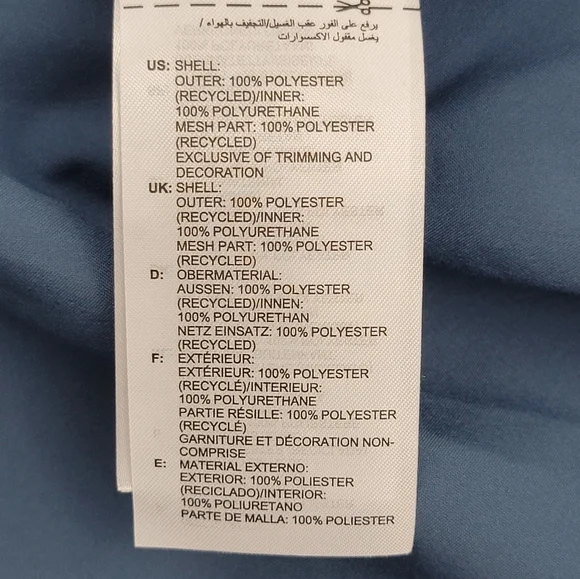 يرفع على الفور عقب الغسيل/التجفيف بالهواء /
يغسل مقفول الاكسسوارات
US: SHELL:
OUTER: 100% POLYESTER
(RECYCLED)/INNER:
100% POLYURETHANE
MESH PART: 100% POLYESTER
(RECYCLED)
EXCLUSIVE OF TRIMMING AND
DECORATION
UK: SHELL:
OUTER: 100% POLYESTER
(RECYCLED)/INNER:
100% POLYURETHANE
MESH PART: 100% POLYESTER
(RECYCLED)
D: OBERMATERIAL:
AUSSEN: 100% POLYESTER
(RECYCLED)/INNEN:
100% POLYURETHAN
NETZ EINSATZ: 100% POLYESTER
(RECYCLED)
F: EXTÉRIEUR:
EXTÉRIEUR: 100% POLYESTER
(RECYCLÉ)/INTERIEUR:
100% POLYURETHANE
PARTIE RÉSILLE: 100% POLYESTER
(RECYCLÉ)
GARNITURE ET DÉCORATION NON-
COMPRISE
E: MATERIAL EXTERNO:
EXTERIOR: 100% POLIESTER
(RECICLADO)/INTERIOR:
100% POLIURETANO
PARTE DE MALLA: 100% POLIESTER